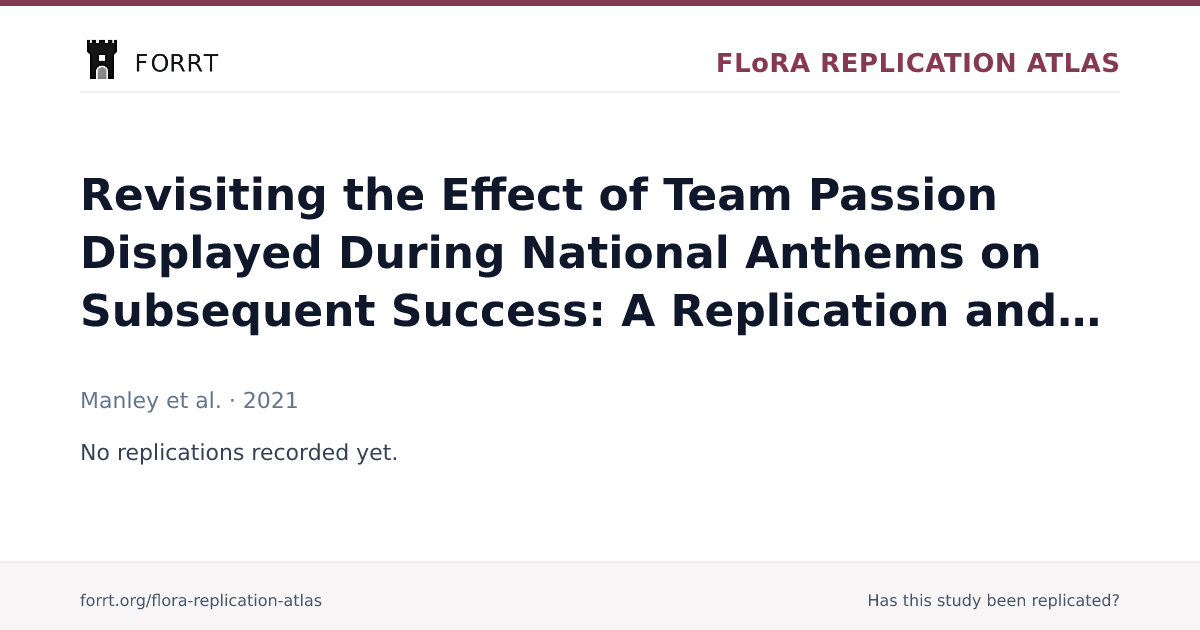 FORRT
FLoRA REPLICATION ATLAS
Revisiting the Effect of Team Passion
Displayed During National Anthems on
Subsequent Success: A Replication and…
Manley et al. · 2021
No replications recorded yet.
forrt.org/flora-replication-atlas
Has this study been replicated?